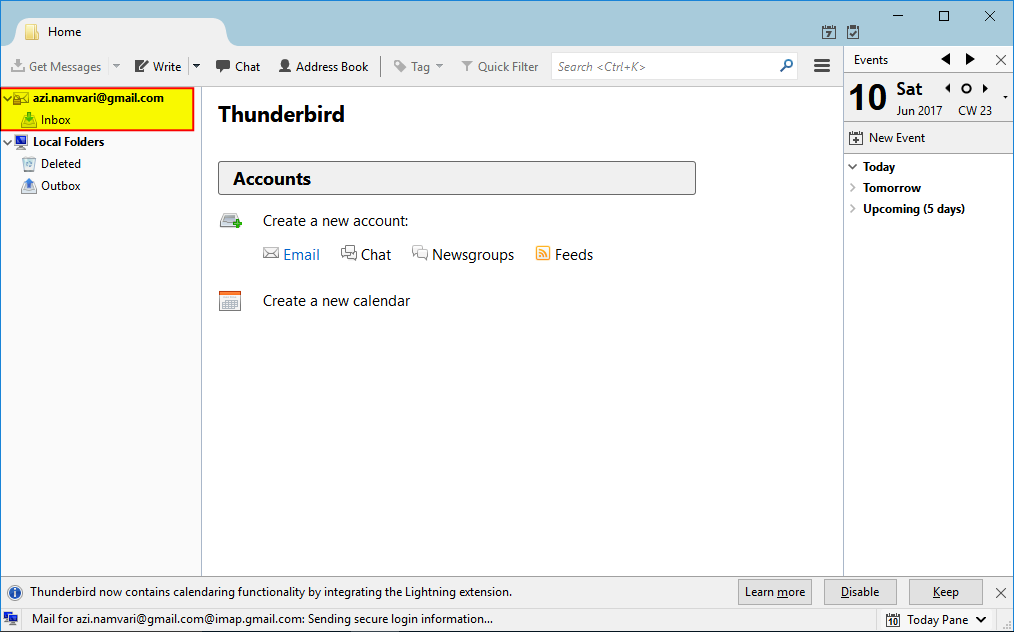 Home
7
Get Messages Write Chat Address Book Tag Quick Filter Search <Ctrl+K>
azi.namvari@gmail.com
Inbox
Local Folders
Deleted
Outbox
Thunderbird
Accounts
Create a new account:
Email Chat Newsgroups Feeds
Create a new calendar
Events
10 Sat
Jun 2017 CW 23
New Event
Today
Tomorrow
Upcoming (5 days)
Thunderbird now contains calendaring functionality by integrating the Lightning extension. Learn more Disable Keep
Mail for azi.namvari@gmail.com@imap.gmail.com: Sending secure login information... 10 Today Pane